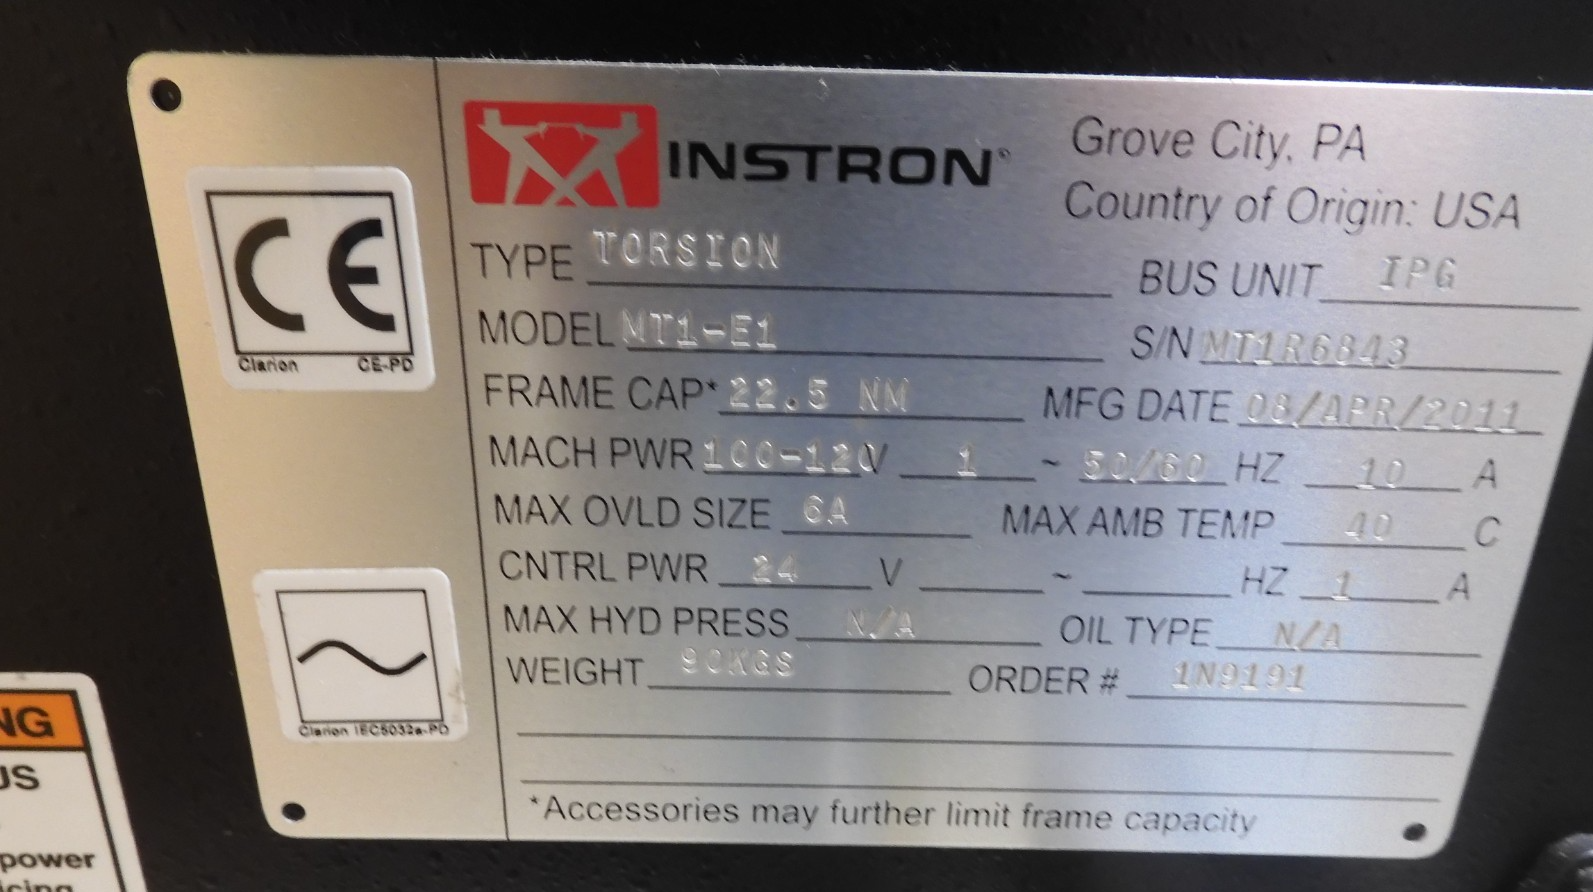 INSTRON®
Grove City, PA
Country of Origin: USA
CE
Clarion CE-PD
TYPE TORSION BUS UNIT IPG
MODEL MT1-E1 S/N MT1R6843
FRAME CAP* 22.5 NM MFG DATE 08/APR/2011
MACH PWR 100-120V 1 ~ 50/60 HZ 10 A
MAX OVLD SIZE 6A MAX AMB TEMP 40 C
CNTRL PWR 24 V ~ HZ 1 A
MAX HYD PRESS N/A OIL TYPE N/A
WEIGHT 90KGS ORDER # 1N9191
Clarion IEC5032a-PD
*Accessories may further limit frame capacity
NG
US
power
icing